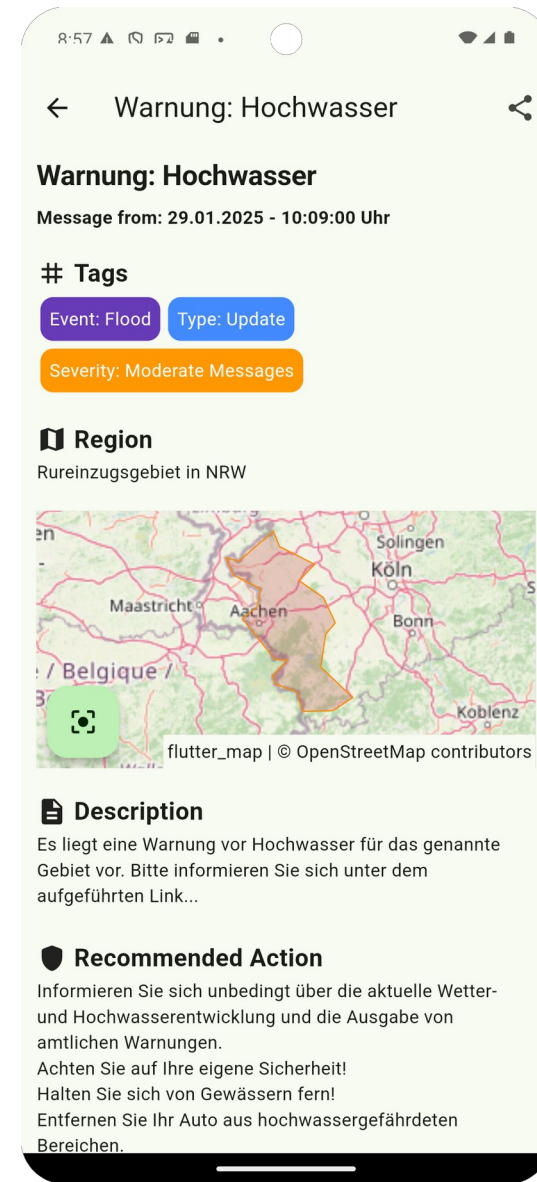 8:57
Warnung: Hochwasser
Warnung: Hochwasser
Message from: 29.01.2025 - 10:09:00 Uhr
Tags
Event: Flood Type: Update
Severity: Moderate Messages
Region
Rureinzugsgebiet in NRW
en
Solingen
Köln
Maastricht
Aachen
Bonn
/ Belgique /
Koblenz
flutter_map | © OpenStreetMap contributors
Description
Es liegt eine Warnung vor Hochwasser für das genannte
Gebiet vor. Bitte informieren Sie sich unter dem
aufgeführten Link...
Recommended Action
Informieren Sie sich unbedingt über die aktuelle Wetter-
und Hochwasserentwicklung und die Ausgabe von
amtlichen Warnungen.
Achten Sie auf Ihre eigene Sicherheit!
Halten Sie sich von Gewässern fern!
Entfernen Sie Ihr Auto aus hochwassergefährdeten
Bereichen.